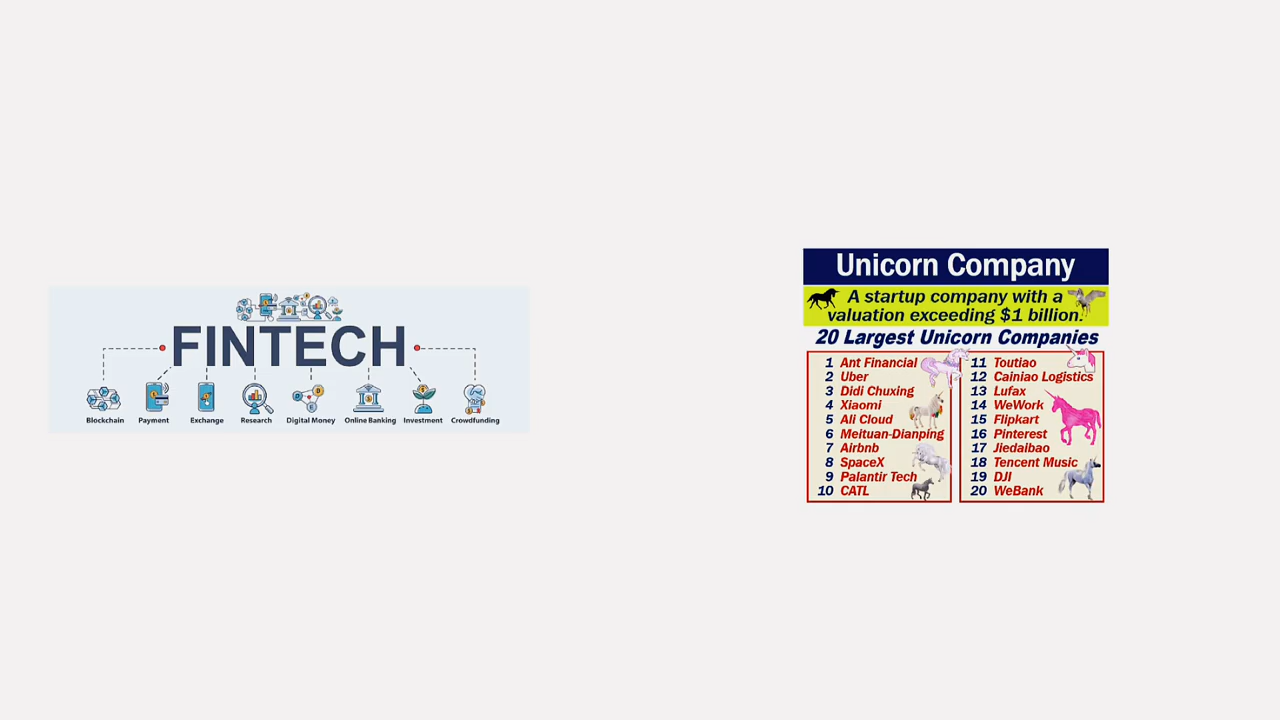 FINTECH
Blockchain
Payment
Exchange
Research
Digital Money
Online Banking
Investment
Crowdfunding
Unicorn Company
A startup company with a
valuation exceeding $1 billion.
20 Largest Unicorn Companies
1 Ant Financial
2 Uber
3 Didi Chuxing
4 Xiaomi
5 Ali Cloud
6 Meituan-Dianping
7 Airbnb
8 SpaceX
9 Palantir Tech
10 CATL
11 Toutiao
12 Cainiao Logistics
13 Lufax
14 WeWork
15 Flipkart
16 Pinterest
17 Jiedaibao
18 Tencent Music
19 DJI
20 WeBank